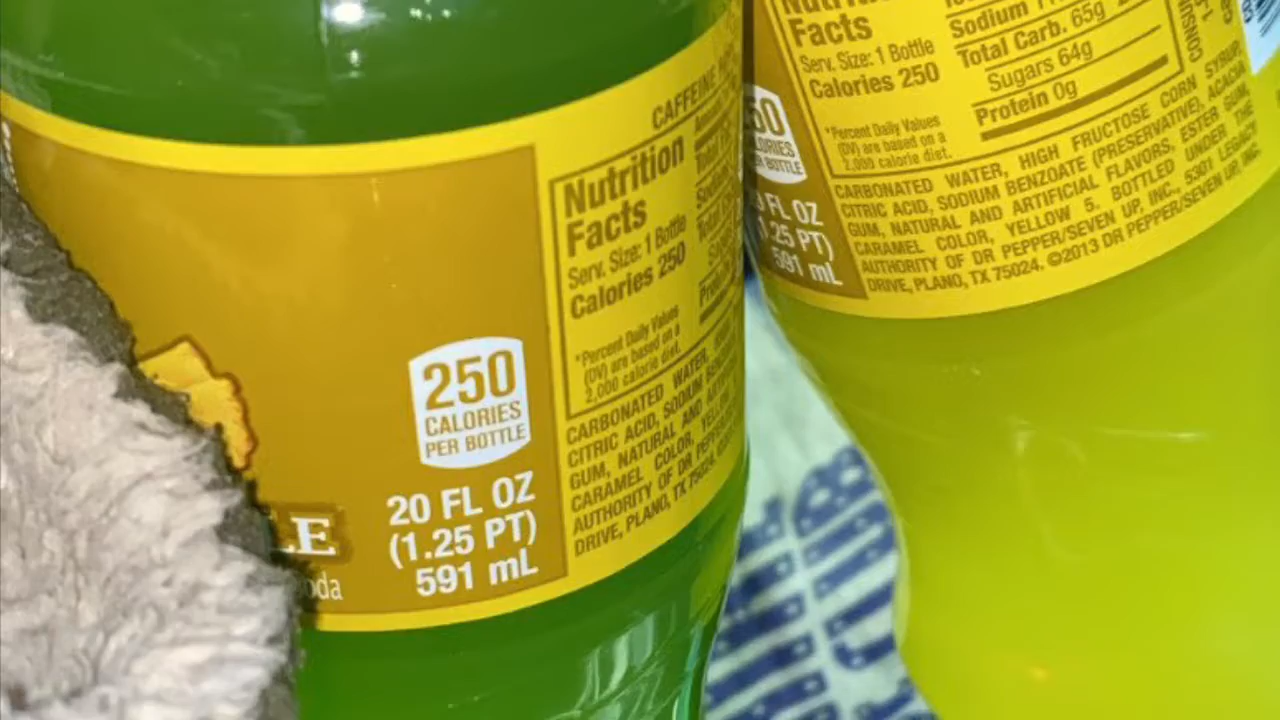 CAFFEINE
Nutrition
Facts
Serv. Size: 1 Bottle
Calories 250
*Percent Daily Values
(DV) are based on a
2,000 calorie diet.
CARBONATED WATER,
CITRIC ACID, SODIUM
GUM, NATURAL AND
CARAMEL COLOR,
AUTHORITY OF DR PEPPER
DRIVE, PLANO, TX 75024.
250
CALORIES
PER BOTTLE
20 FL OZ
(1.25 PT)
591 mL
LE
oda
Facts
Serv. Size: 1 Bottle
Calories 250
*Percent Daily Values
(DV) are based on a
2,000 calorie diet.
Sodium
Total Carb. 65g
Sugars 64g
Protein 0g
CARBONATED WATER, HIGH FRUCTOSE CORN SYRUP,
CITRIC ACID, SODIUM BENZOATE (PRESERVATIVE), ACACIA
GUM, NATURAL AND ARTIFICIAL FLAVORS, ESTER GUM,
CARAMEL COLOR, YELLOW 5. BOTTLED UNDER THE
AUTHORITY OF DR PEPPER/SEVEN UP, INC., 5301 LEGACY
DRIVE, PLANO, TX 75024. ©2013 DR PEPPER/SEVEN UP, INC.
BOTTLE
FL OZ
25 PT)
591 mL